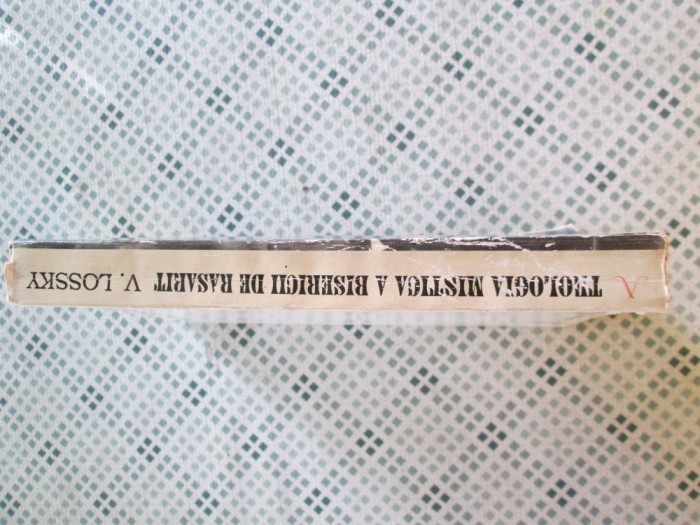 A TEOLOGIA MISTICA A BISERICII DE RASARIT V. LOSSKY